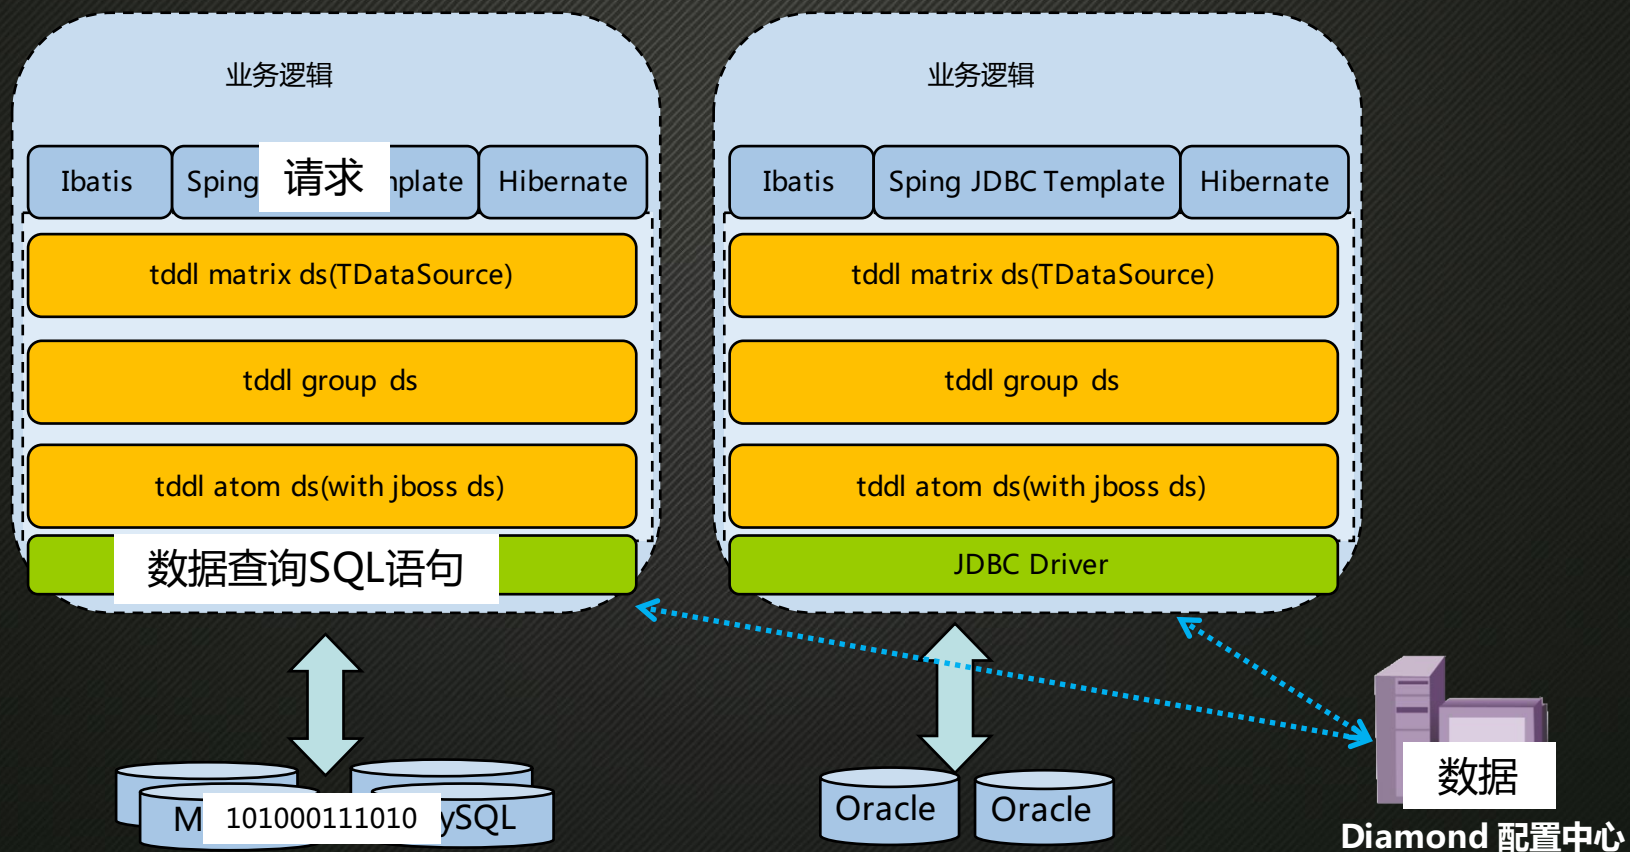 业务逻辑
Ibatis
Sping
请求
nplate
Hibernate
tddl matrix ds(TDataSource)
tddl group ds
tddl atom ds(with jboss ds)
数据查询SQL语句
M
101000111010
ySQL
业务逻辑
Ibatis
Sping JDBC Template
Hibernate
tddl matrix ds(TDataSource)
tddl group ds
tddl atom ds(with jboss ds)
JDBC Driver
Oracle
Oracle
数据
Diamond 配置中心